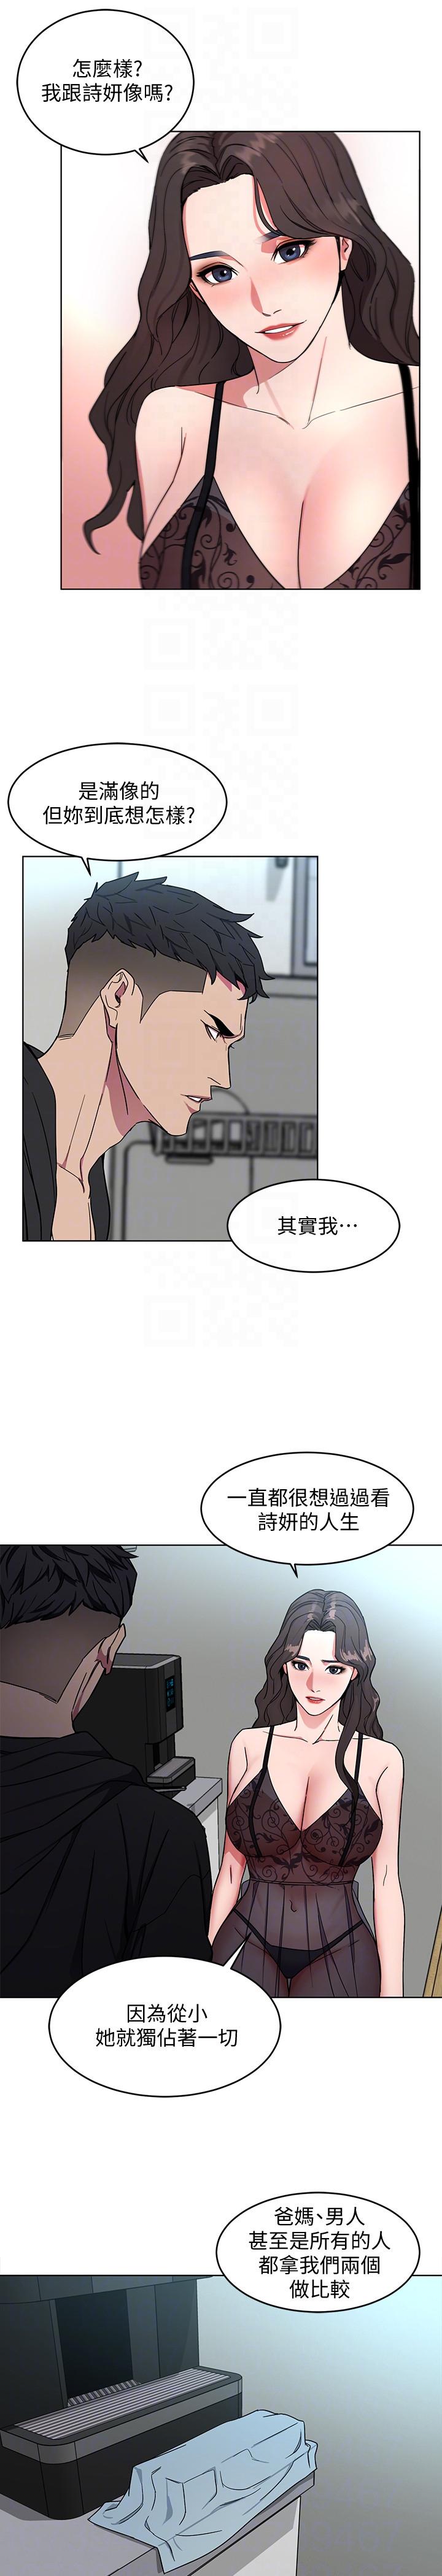 怎麼樣?
我跟詩妍像嗎?
是滿像的
但妳到底想怎樣?
其實我…
一直都很想過過看
詩妍的人生
因為從小
她就獨佔著一切
爸媽、男人
甚至是所有的人
都拿我們兩個
做比較